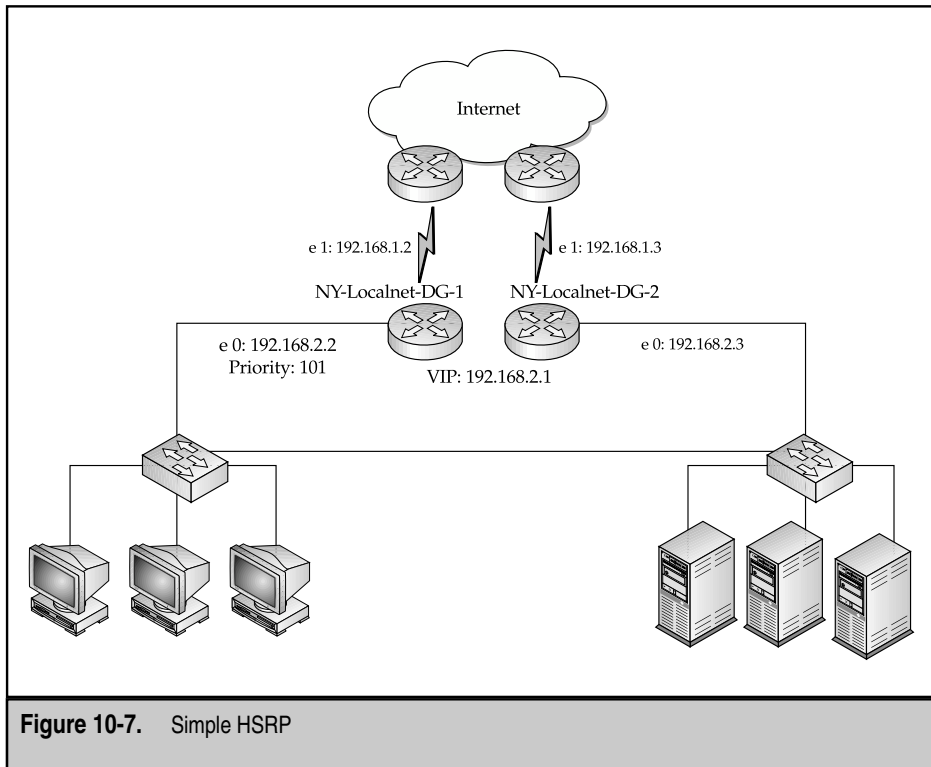 Internet
e 1: 192.168.1.2
e 1: 192.168.1.3
NY-Localnet-DG-1
NY-Localnet-DG-2
e 0: 192.168.2.2
Priority: 101
e 0: 192.168.2.3
VIP: 192.168.2.1
Figure 10-7. Simple HSRP